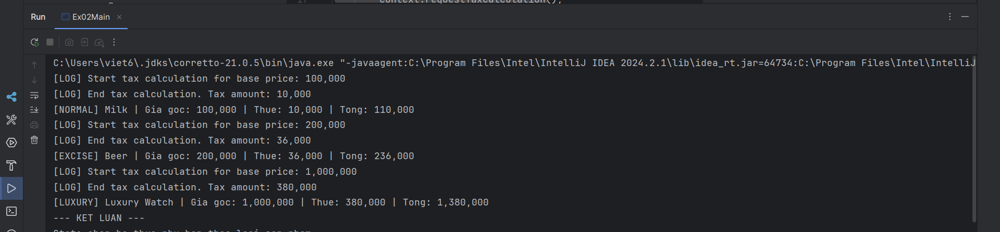 17 context.requestTaxCalculation();
Run Ex02Main
C:\Users\viet6\.jdks\corretto-21.0.5\bin\java.exe "-javaagent:C:\Program Files\Intel\IntelliJ IDEA 2024.2.1\lib\idea_rt.jar=64734:C:\Program Files\Intel\IntelliJ
[LOG] Start tax calculation for base price: 100,000
[LOG] End tax calculation. Tax amount: 10,000
[NORMAL] Milk | Gia goc: 100,000 | Thue: 10,000 | Tong: 110,000
[LOG] Start tax calculation for base price: 200,000
[LOG] End tax calculation. Tax amount: 36,000
[EXCISE] Beer | Gia goc: 200,000 | Thue: 36,000 | Tong: 236,000
[LOG] Start tax calculation for base price: 1,000,000
[LOG] End tax calculation. Tax amount: 380,000
[LUXURY] Luxury Watch | Gia goc: 1,000,000 | Thue: 380,000 | Tong: 1,380,000
--- KET LUAN ---